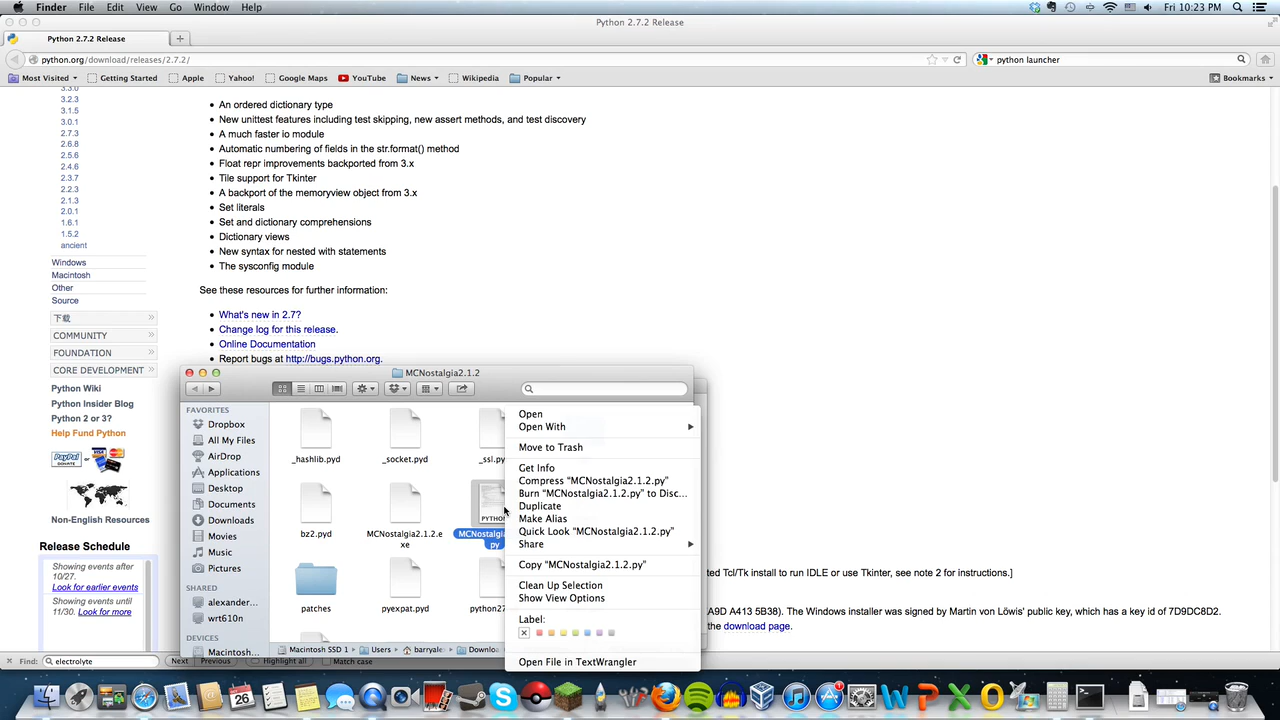 Finder File Edit View Go Window Help
Fri 10:23 PM
Python 2.7.2 Release
Python 2.7.2 Release
python.org/download/releases/2.7.2/
python launcher
Most Visited Getting Started Apple Yahoo! Google Maps YouTube News Wikipedia Popular Bookmarks
3.3.0
3.2.3
3.1.5
3.0.1
2.7.3
2.6.8
2.5.6
2.4.6
2.3.7
2.2.3
2.1.3
2.0.1
1.6.1
1.5.2
ancient
Windows
Macintosh
Other
Source
下载
COMMUNITY
FOUNDATION
CORE DEVELOPMENT
Python Wiki
Python Insider Blog
Python 2 or 3?
Help Fund Python
Non-English Resources
Release Schedule
Showing events after
10/27.
Look for earlier events
Showing events until
11/30. Look for more
An ordered dictionary type
New unittest features including test skipping, new assert methods, and test discovery
A much faster io module
Automatic numbering of fields in the str.format() method
Float repr improvements backported from 3.x
Tile support for Tkinter
A backport of the memoryview object from 3.x
Set literals
Set and dictionary comprehensions
Dictionary views
New syntax for nested with statements
The sysconfig module
See these resources for further information:
What's new in 2.7?
Change log for this release.
Online Documentation
Report bugs at http://bugs.python.org.
ted Tcl/Tk install to run IDLE or use Tkinter, see note 2 for instructions.]
A9D A413 5B38). The Windows installer was signed by Martin von Löwis' public key, which has a key id of 7D9DC8D2.
the download page.
MCNostalgia2.1.2
FAVORITES
Dropbox
All My Files
AirDrop
Applications
Desktop
Documents
Downloads
Movies
Music
Pictures
SHARED
alexander...
wrt610n
DEVICES
Macintosh...
_hashlib.pyd
_socket.pyd
_ssl.pyd
bz2.pyd
MCNostalgia2.1.2.e
xe
PYTHON
MCNostalgia
py
patches
pyexpat.pyd
python27
Macintosh SSD 1 Users barryale Downloa
Open
Open With
Move to Trash
Get Info
Compress "MCNostalgia2.1.2.py"
Burn "MCNostalgia2.1.2.py" to Disc...
Duplicate
Make Alias
Quick Look "MCNostalgia2.1.2.py"
Share
Copy "MCNostalgia2.1.2.py"
Clean Up Selection
Show View Options
Label:
Open File in TextWrangler
Find: electrolyte Next Previous Highlight all Match case
26